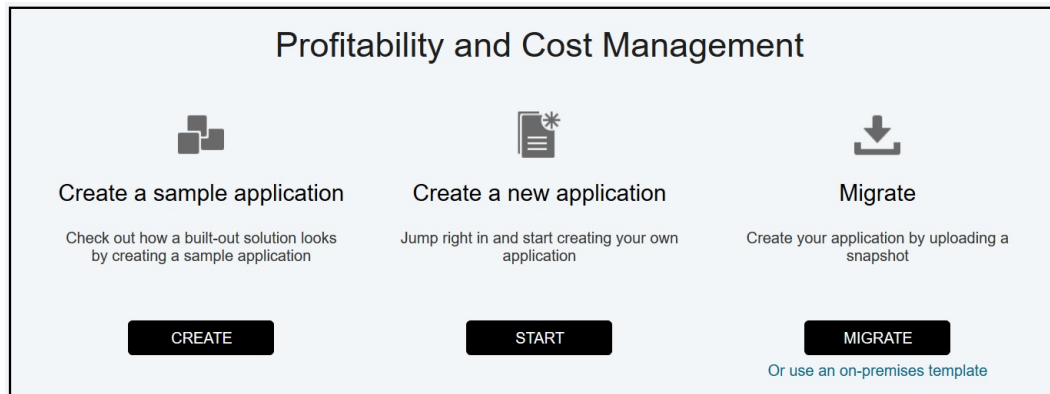 Profitability and Cost Management
Create a sample application
Check out how a built-out solution looks
by creating a sample application
CREATE
Create a new application
Jump right in and start creating your own
application
START
Migrate
Create your application by uploading a
snapshot
MIGRATE
Or use an on-premises template